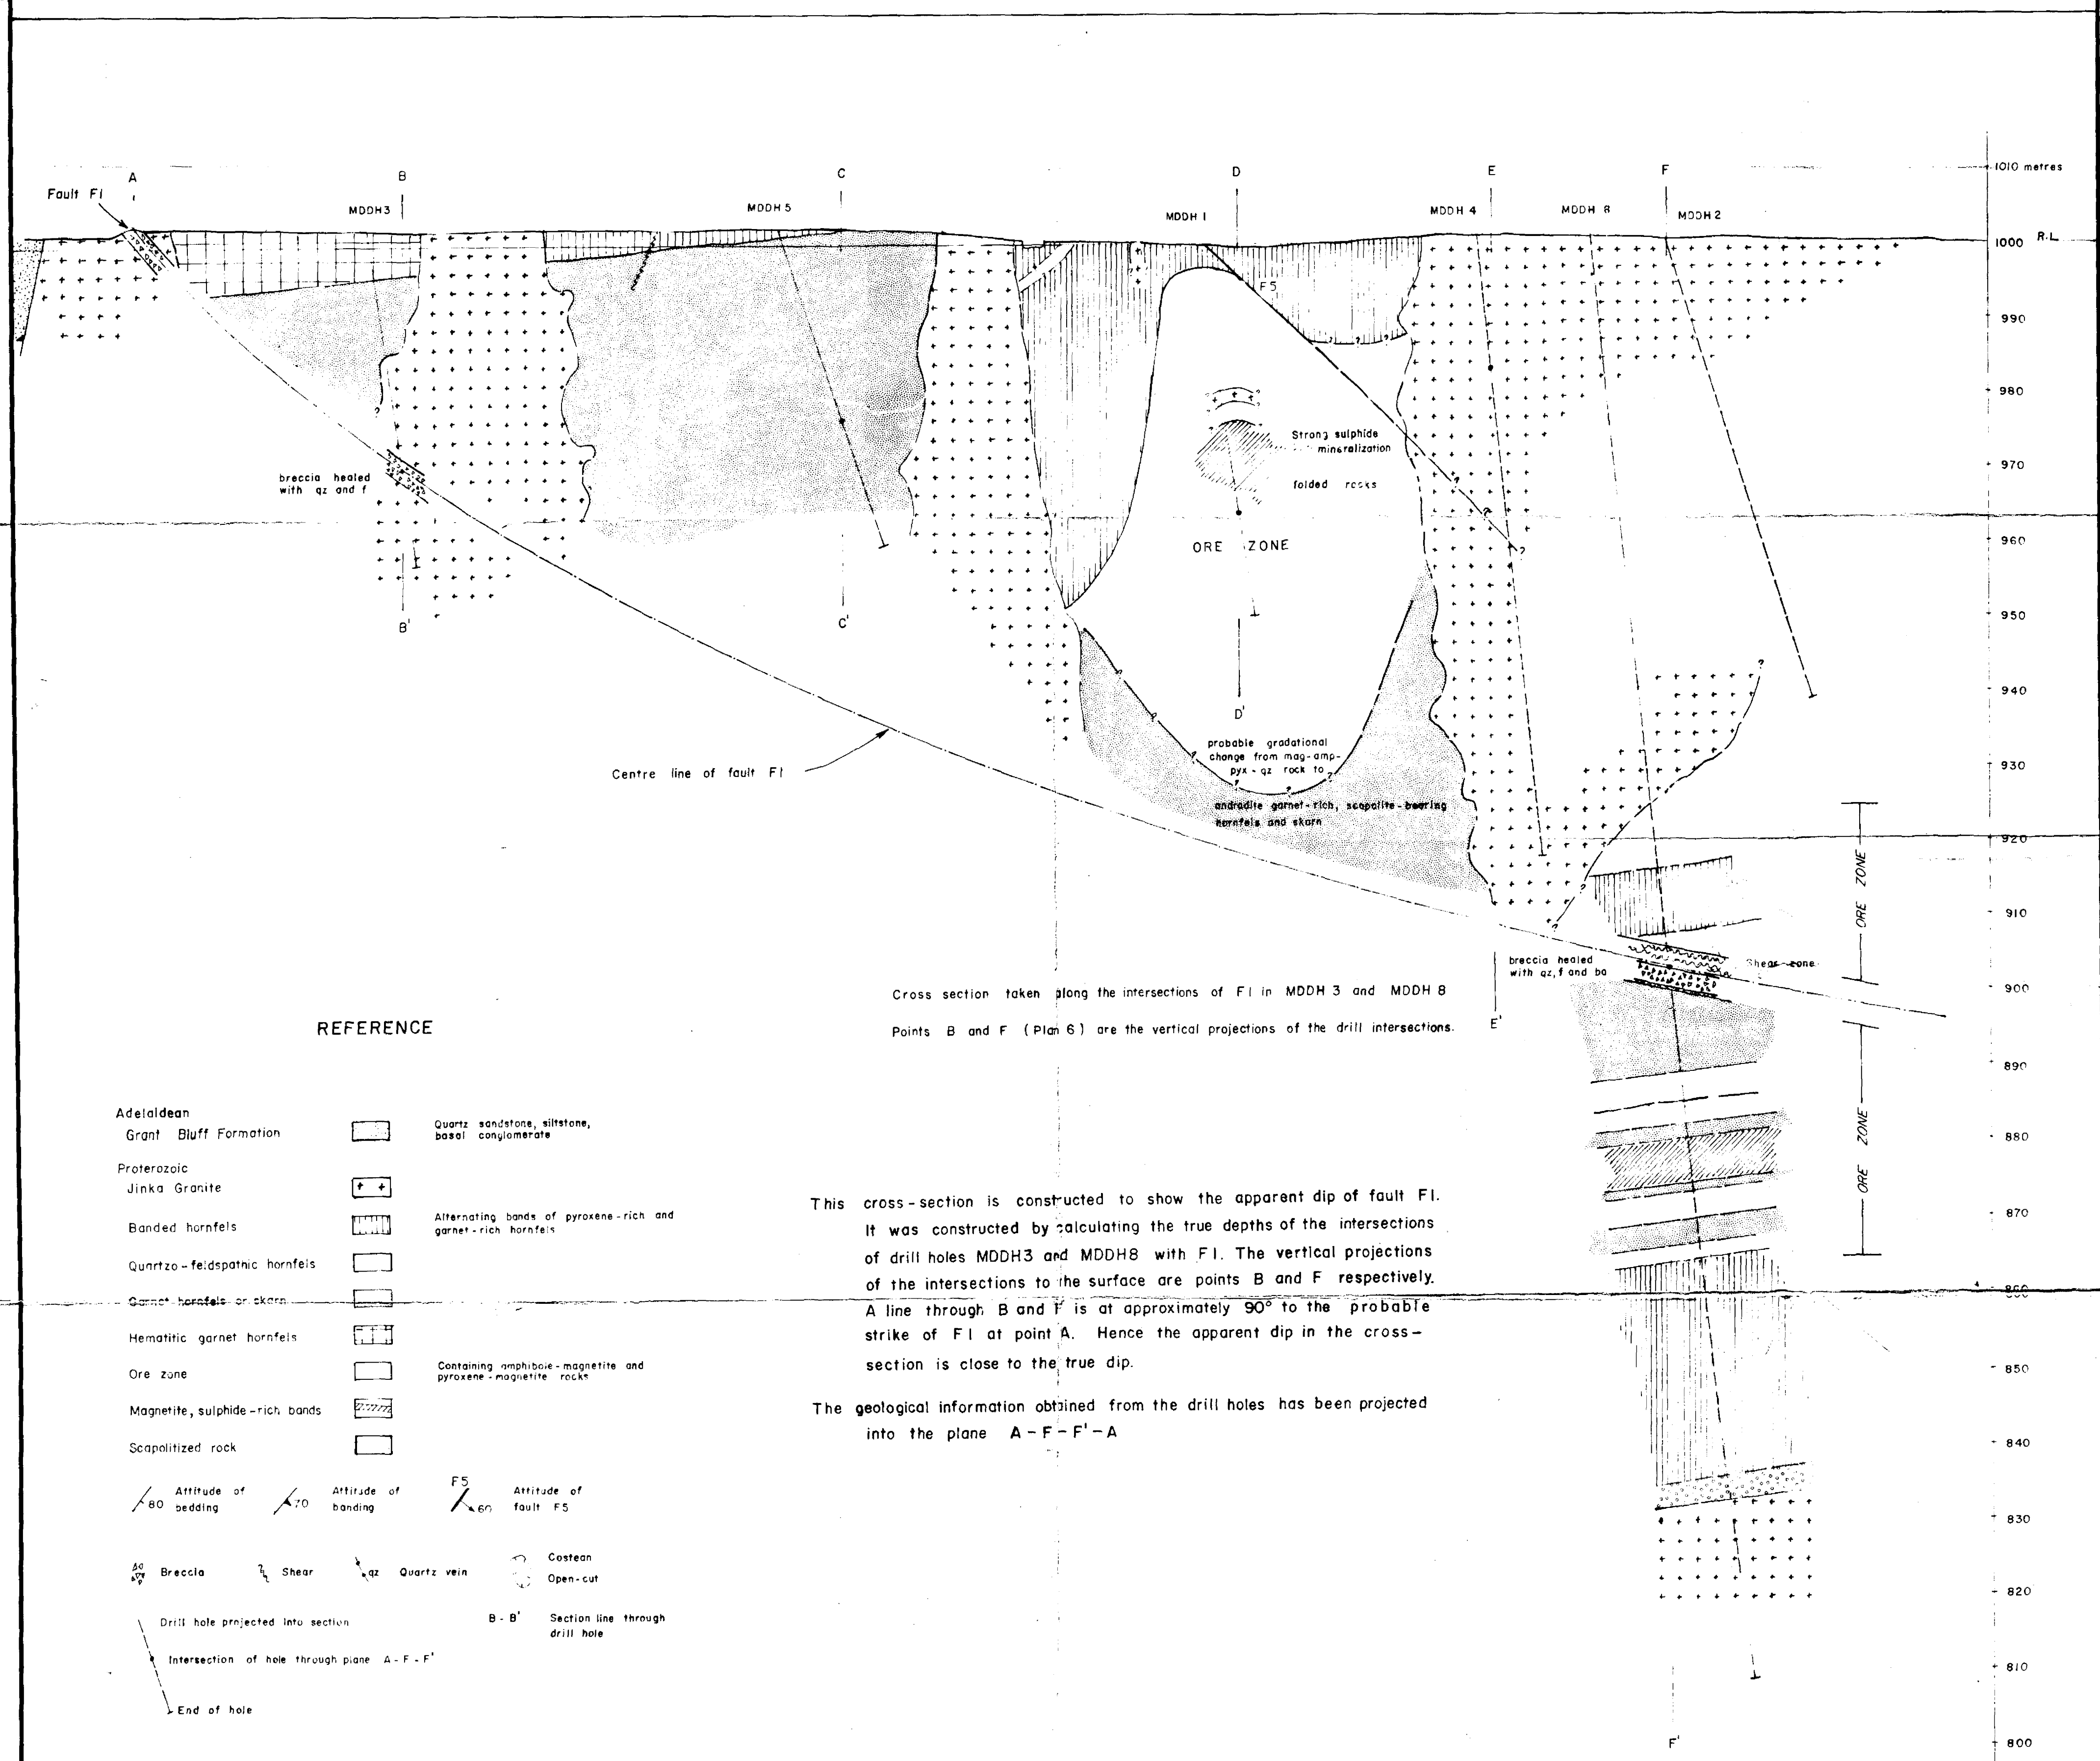 1010 metres
A
B
C
D
E
F
Fault F1
MDDH3
MDDH 5
MDDH 1
MDDH 4
MDDH 8
MDDH 2
1000 R.L
F5
990
980
Strong sulphide
mineralization
970
breccia healed
with qz and f
folded rocks
ORE ZONE
960
950
B'
C'
940
D'
probable gradational
change from mag-amp-
pyx - qz rock to
Centre line of fault F1
930
andradite garnet-rich, scapolite-bearing
hornfels and skarn
920
ORE ZONE
910
breccia healed
with qz, f and ba
Shear zone
900
Cross section taken along the intersections of F1 in MDDH 3 and MDDH 8
Points B and F (Plan 6) are the vertical projections of the drill intersections.
E'
REFERENCE
890
Adelaidean
Grant Bluff Formation
Quartz sandstone, siltstone,
basal conglomerate
880
ORE ZONE
Proterozoic
Jinka Granite
870
Banded hornfels
Alternating bands of pyroxene-rich and
garnet-rich hornfels
Quartzo-feldspathic hornfels
Garnet hornfels or skarn
860
Hematitic garnet hornfels
Ore zone
Containing amphibole-magnetite and
pyroxene-magnetite rocks
850
Magnetite, sulphide-rich bands
Scapolitized rock
840
This cross-section is constructed to show the apparent dip of fault F1.
It was constructed by calculating the true depths of the intersections
of drill holes MDDH3 and MDDH8 with F1. The vertical projections
of the intersections to the surface are points B and F respectively.
A line through B and F is at approximately 90° to the probable
strike of F1 at point A. Hence the apparent dip in the cross-
section is close to the true dip.
The geological information obtained from the drill holes has been projected
into the plane A-F-F'-A
80
Attitude of
bedding
70
Attitude of
banding
F5
60
Attitude of
fault F5
830
Breccia
Shear
qz Quartz vein
Costean
Open-cut
820
Drill hole projected into section
B - B'
Section line through
drill hole
Intersection of hole through plane A-F-F'
810
End of hole
F'
800